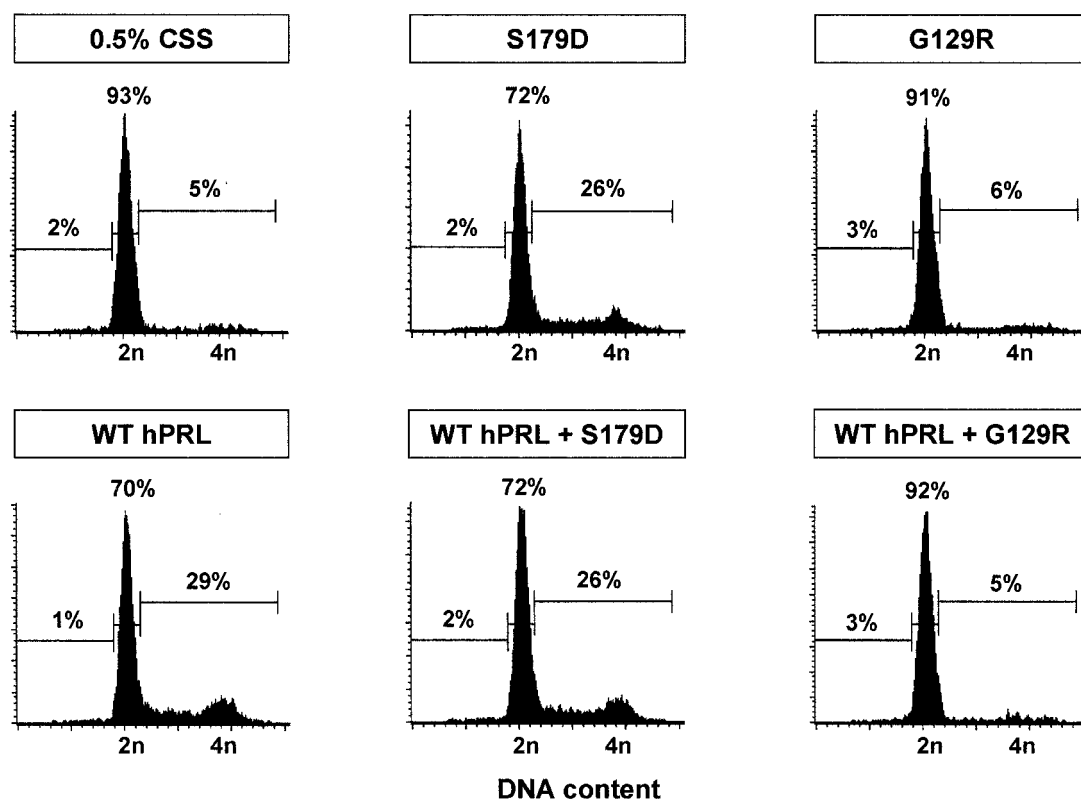 0.5% CSS
S179D
G129R
93%
72%
91%
5%
26%
6%
2%
2%
3%
2n 4n
2n 4n
2n 4n
WT hPRL
WT hPRL + S179D
WT hPRL + G129R
70%
72%
92%
29%
26%
5%
1%
2%
3%
2n 4n
2n 4n
2n 4n
DNA content